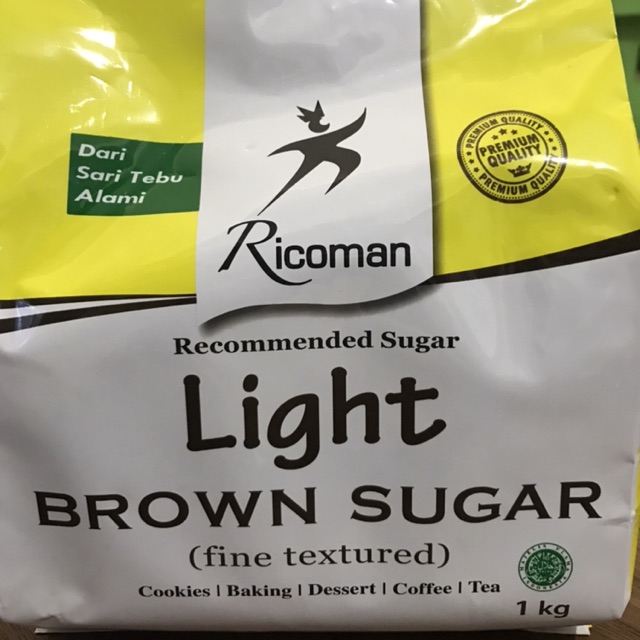 Dari
Sari Tebu
Alami
PREMIUM QUALITY
PREMIUM
QUALITY
PREMIUM QUALITY
Ricoman
Recommended Sugar
Light
BROWN SUGAR
(fine textured)
Cookies | Baking | Dessert | Coffee | Tea
1 kg